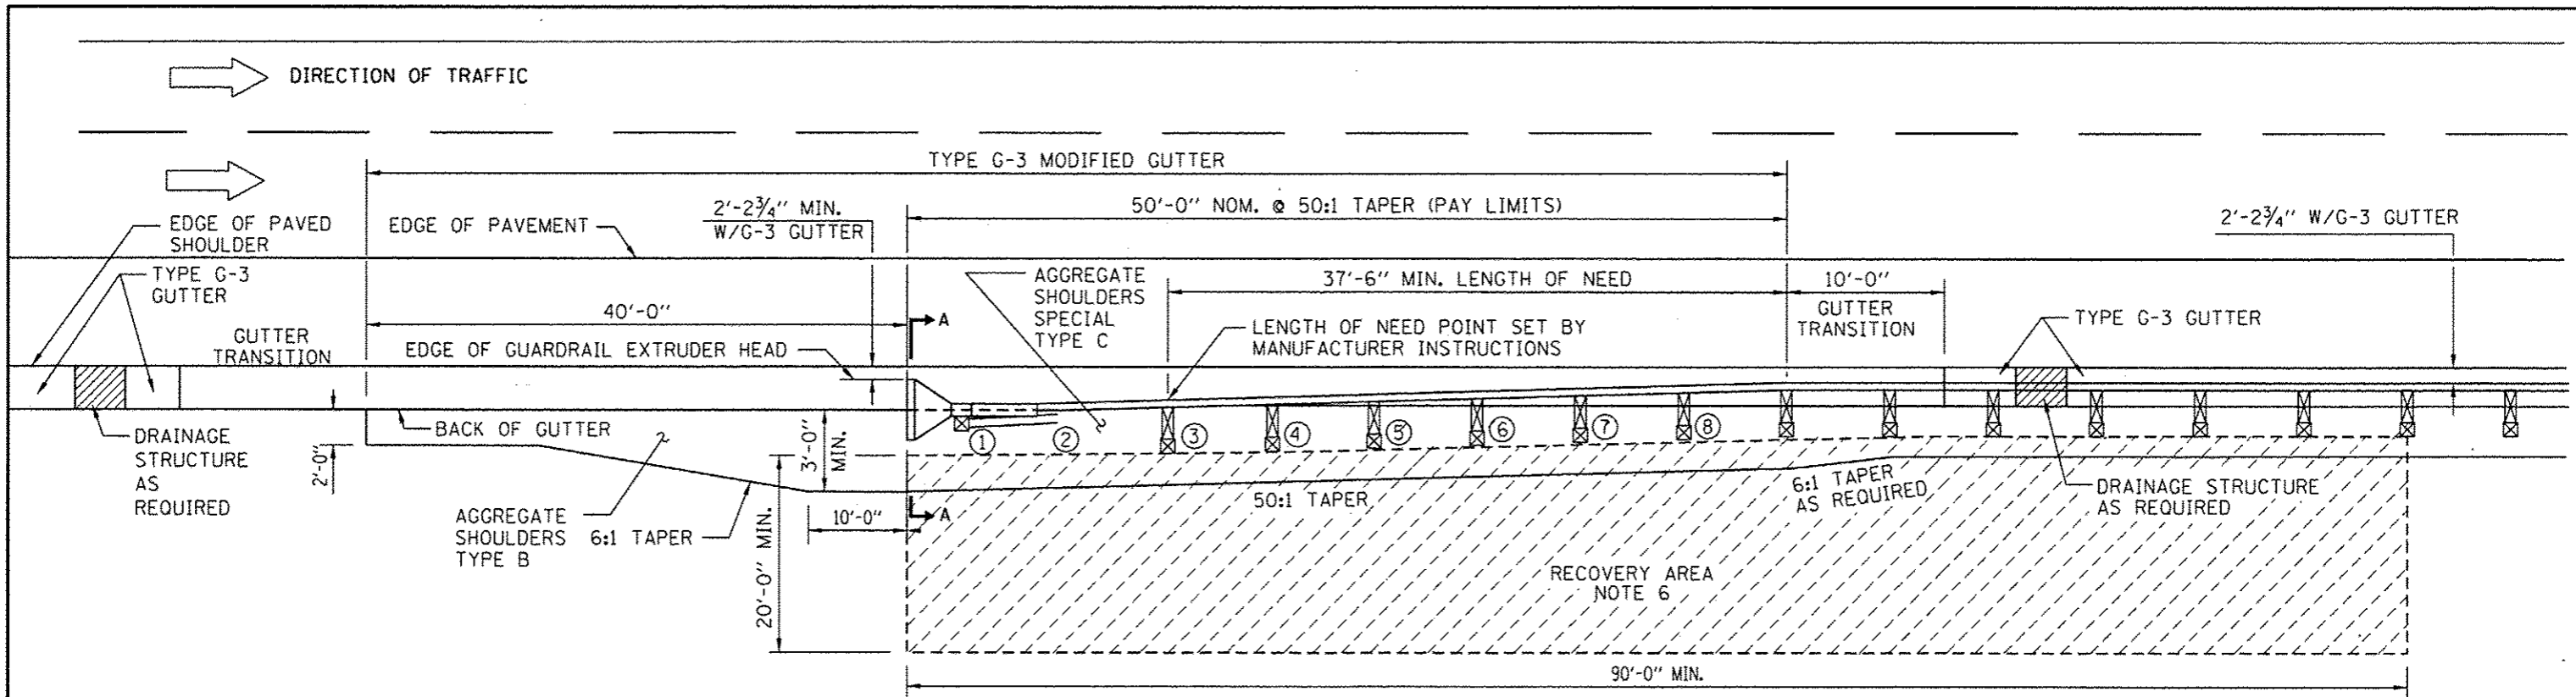 DIRECTION OF TRAFFIC
TYPE G-3 MODIFIED GUTTER
50'-0" NOM. @ 50:1 TAPER (PAY LIMITS)
2'-2¾" MIN.
W/G-3 GUTTER
2'-2¾" W/G-3 GUTTER
EDGE OF PAVED
SHOULDER
EDGE OF PAVEMENT
TYPE G-3
GUTTER
AGGREGATE
SHOULDERS
SPECIAL
TYPE C
37'-6" MIN. LENGTH OF NEED
10'-0"
GUTTER
TRANSITION
40'-0"
A
LENGTH OF NEED POINT SET BY
MANUFACTURER INSTRUCTIONS
TYPE G-3 GUTTER
GUTTER
TRANSITION
EDGE OF GUARDRAIL EXTRUDER HEAD
BACK OF GUTTER
DRAINAGE
STRUCTURE
AS
REQUIRED
2'-0"
3'-0"
MIN.
1
2
3
4
5
6
7
8
AGGREGATE
SHOULDERS
TYPE B
6:1 TAPER
10'-0"
A
50:1 TAPER
6:1 TAPER
AS REQUIRED
DRAINAGE STRUCTURE
AS REQUIRED
20'-0" MIN.
RECOVERY AREA
NOTE 6
90'-0" MIN.